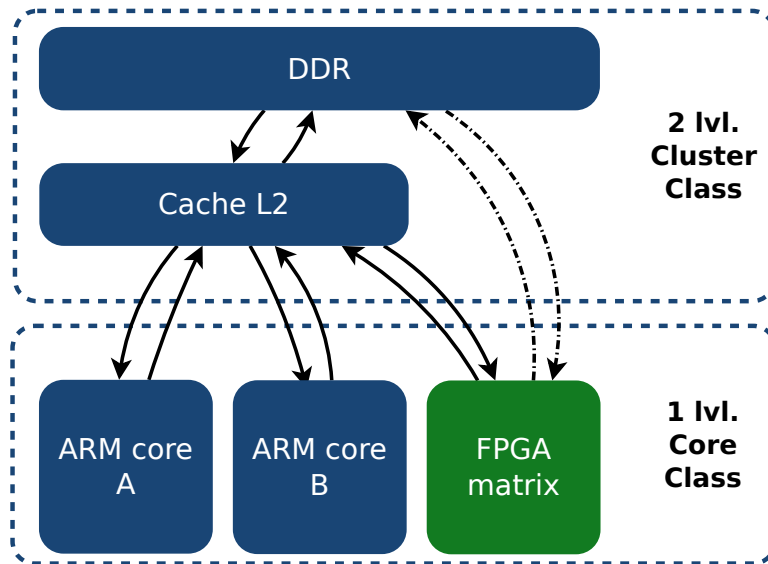 DDR
2 lvl.
Cluster
Class
Cache L2
ARM core
A
ARM core
B
FPGA
matrix
1 lvl.
Core
Class